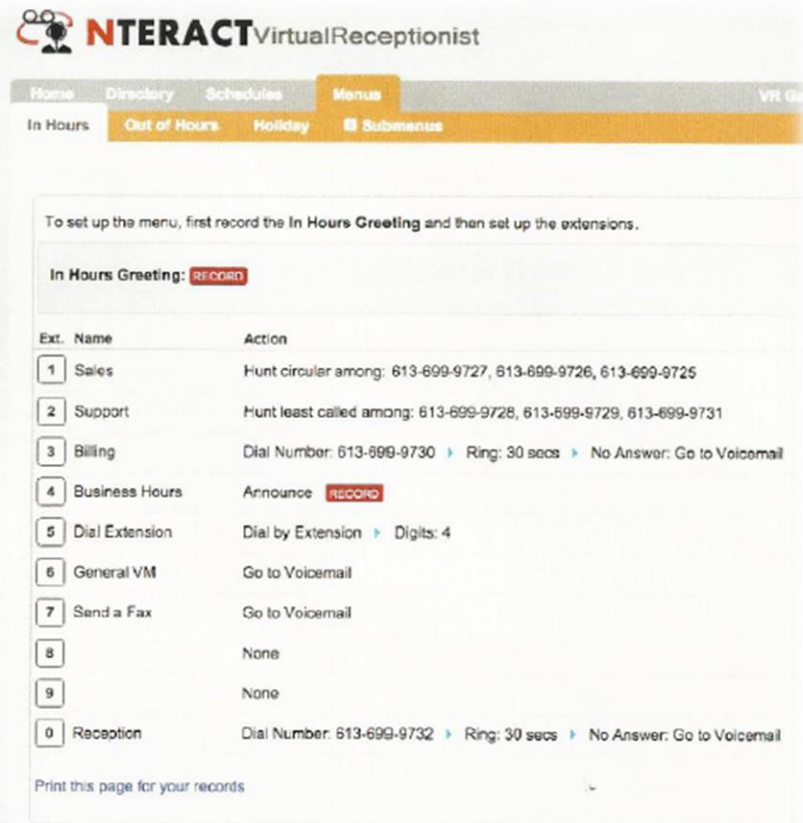 NTERACTVirtualReceptionist
Home Directory Schedules Menus VR
In Hours Out of Hours Holiday Submenus
To set up the menu, first record the In Hours Greeting and then set up the extensions.
In Hours Greeting: RECORD
Ext. Name Action
1 Sales Hunt circular among: 613-699-9727, 613-699-9726, 613-699-9725
2 Support Hunt least called among: 613-699-9728, 613-699-9729, 613-699-9731
3 Billing Dial Number: 613-699-9730 Ring: 30 secs No Answer: Go to Voicemail
4 Business Hours Announce RECORD
5 Dial Extension Dial by Extension Digits: 4
6 General VM Go to Voicemail
7 Send a Fax Go to Voicemail
8 None
9 None
0 Reception Dial Number: 613-699-9732 Ring: 30 secs No Answer: Go to Voicemail
Print this page for your records